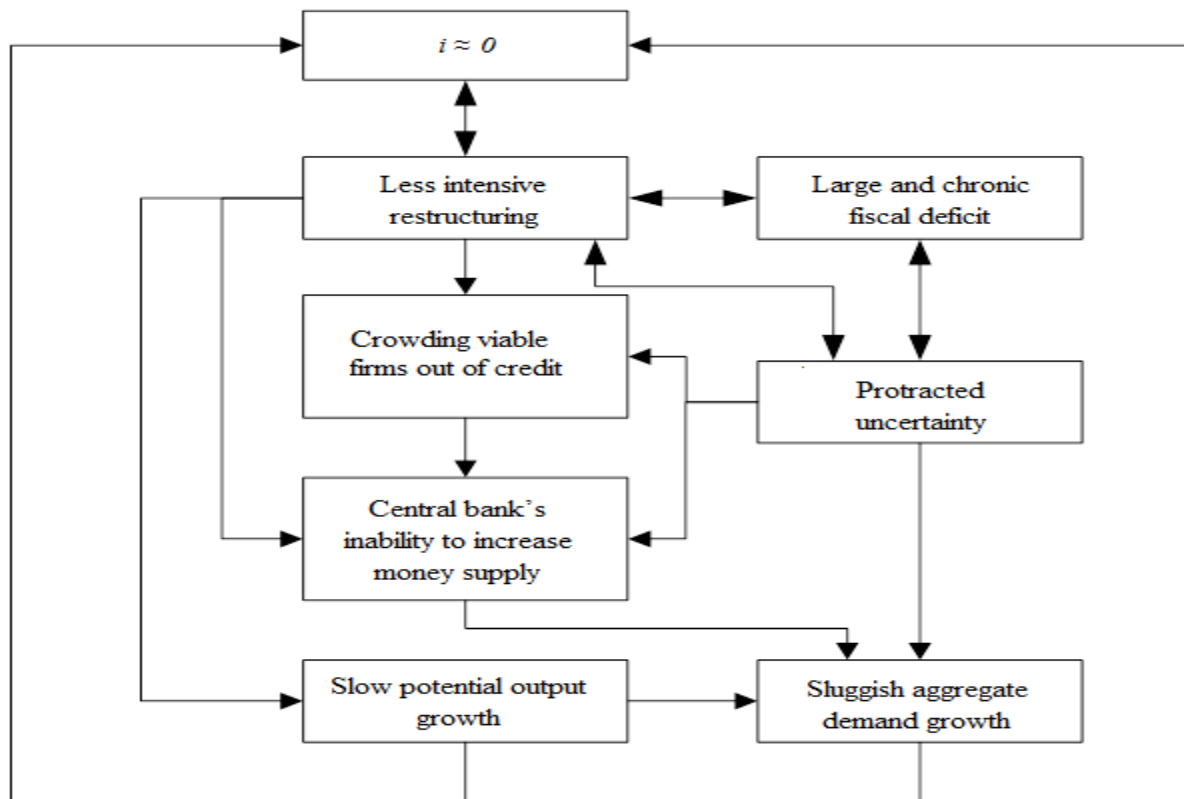 i ≈ 0
Less intensive
restructuring
Large and chronic
fiscal deficit
Crowding viable
firms out of credit
Protracted
uncertainty
Central bank’s
inability to increase
money supply
Slow potential output
growth
Sluggish aggregate
demand growth